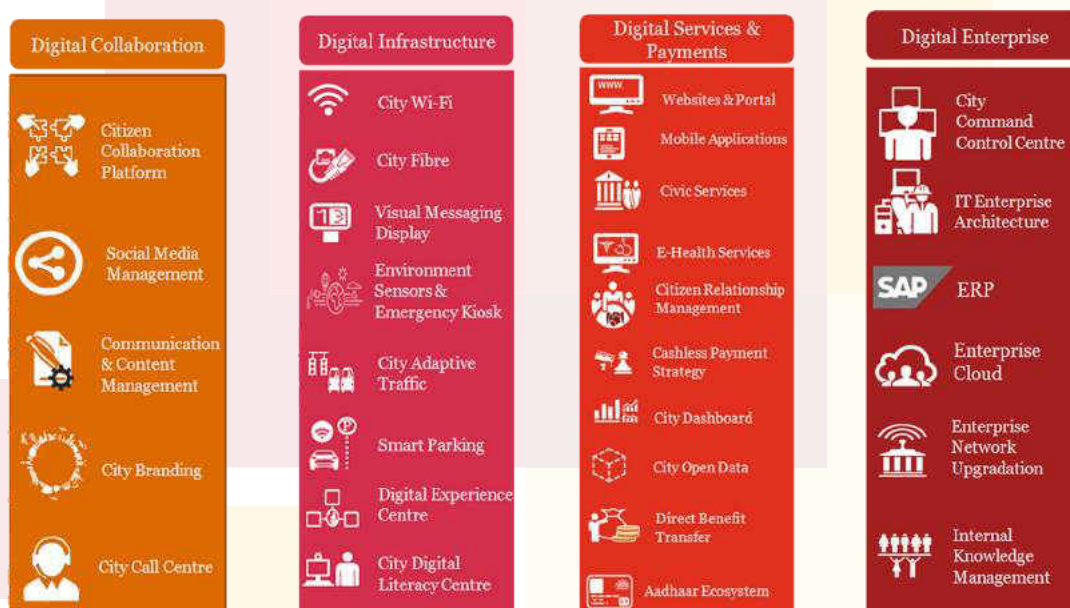 Digital Collaboration
Citizen
Collaboration
Platform
Social Media
Management
Communication
& Content
Management
City Branding
City Call Centre
Digital Infrastructure
City Wi-Fi
City Fibre
Visual Messaging
Display
Environment
Sensors &
Emergency Kiosk
City Adaptive
Traffic
P
Smart Parking
Digital Experience
Centre
City Digital
Literacy Centre
Digital Services &
Payments
www
Websites & Portal
Mobile Applications
Civic Services
E-Health Services
Citizen Relationship
Management
Cashless Payment
Strategy
City Dashboard
City Open Data
Direct Benefit
Transfer
Aadhaar Ecosystem
Digital Enterprise
City
Command
Control Centre
IT Enterprise
Architecture
SAP
ERP
Enterprise
Cloud
Enterprise
Network
Upgradation
Internal
Knowledge
Management